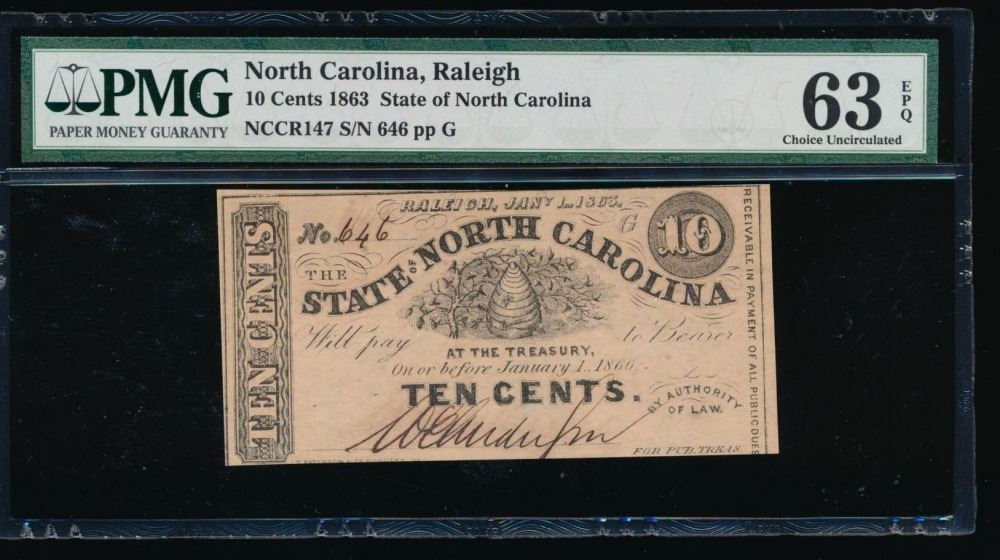 PMG
PAPER MONEY GUARANTY
North Carolina, Raleigh
10 Cents 1863 State of North Carolina
NCCR147 S/N 646 pp G
63 EPQ
Choice Uncirculated
RALEIGH, JANY 1. 1863.
No. 646
G
10
THE
STATE OF NORTH CAROLINA
Will pay to Bearer
AT THE TREASURY,
On or before January 1. 1866.
TEN CENTS.
BY AUTHORITY
OF LAW.
FOR PUB. TREAS
TEN CENTS
RECEIVABLE IN PAYMENT OF ALL PUBLIC DUES